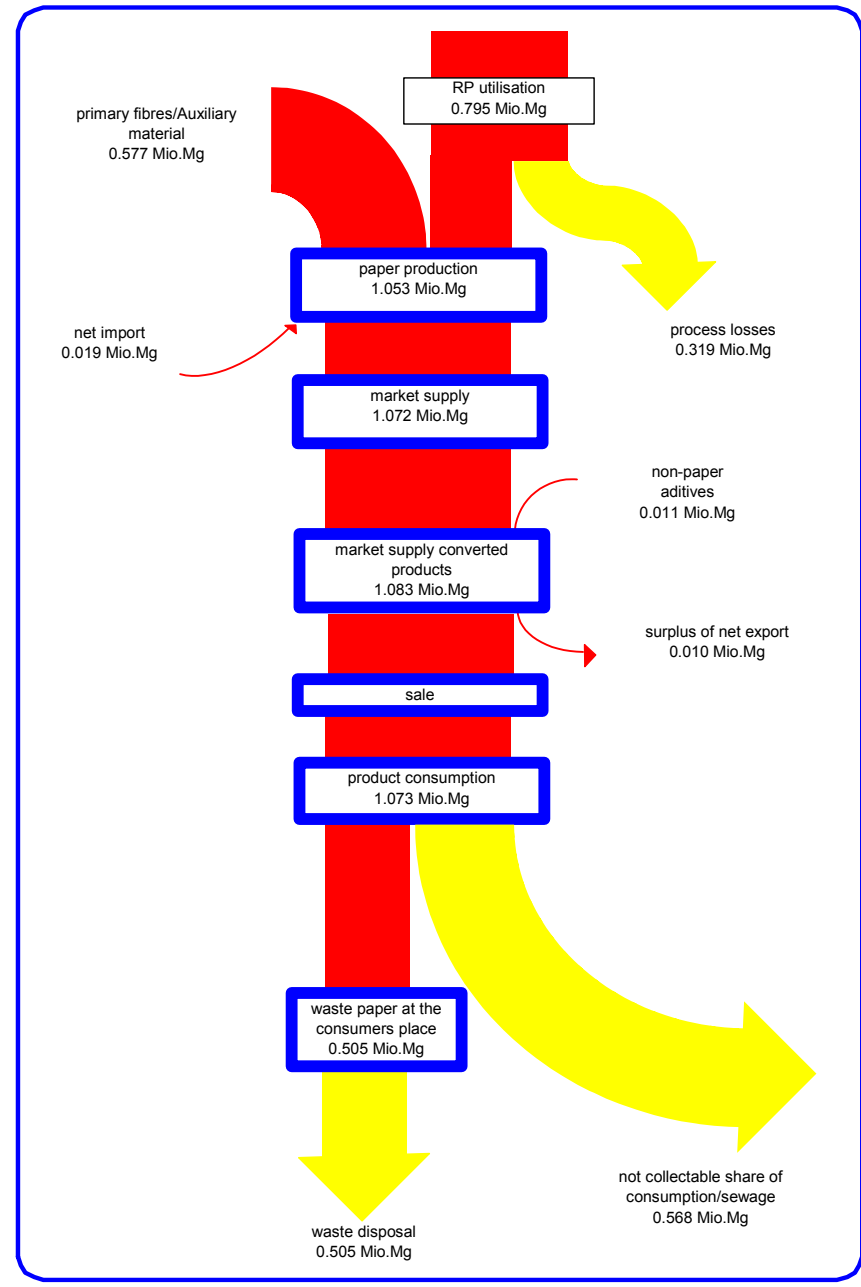 RP utilisation
0.795 Mio.Mg
primary fibres/Auxiliary
material
0.577 Mio.Mg
paper production
1.053 Mio.Mg
net import
0.019 Mio.Mg
process losses
0.319 Mio.Mg
market supply
1.072 Mio.Mg
non-paper
aditives
0.011 Mio.Mg
market supply converted
products
1.083 Mio.Mg
surplus of net export
0.010 Mio.Mg
sale
product consumption
1.073 Mio.Mg
waste paper at the
consumers place
0.505 Mio.Mg
not collectable share of
consumption/sewage
0.568 Mio.Mg
waste disposal
0.505 Mio.Mg